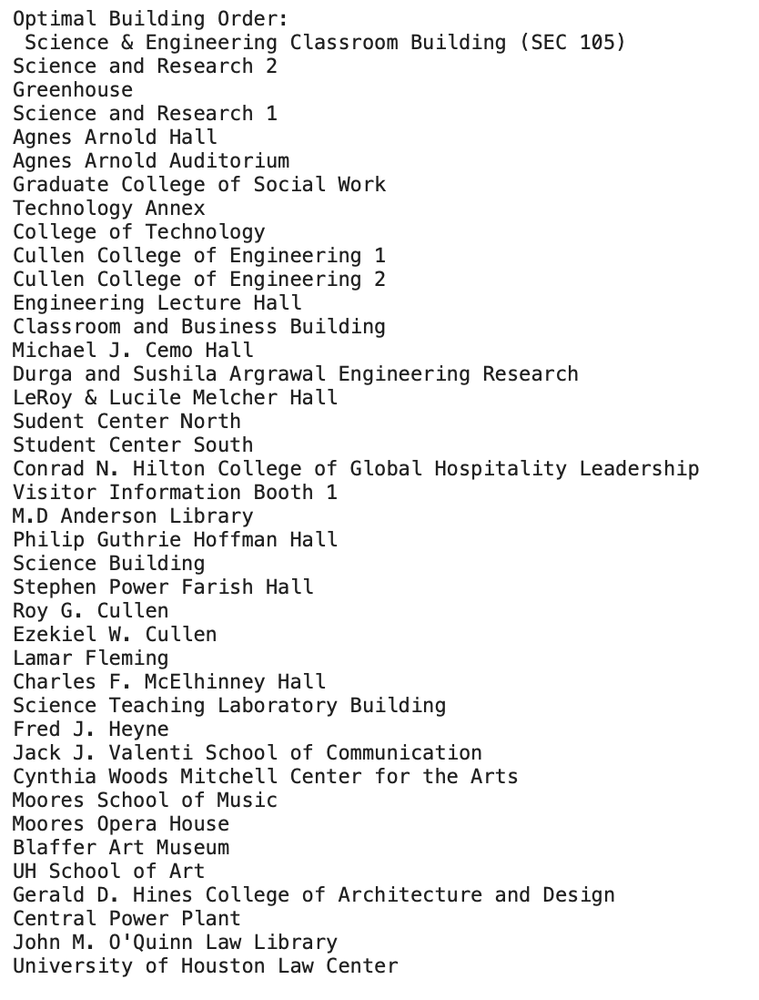 Optimal Building Order:
Science & Engineering Classroom Building (SEC 105)
Science and Research 2
Greenhouse
Science and Research 1
Agnes Arnold Hall
Agnes Arnold Auditorium
Graduate College of Social Work
Technology Annex
College of Technology
Cullen College of Engineering 1
Cullen College of Engineering 2
Engineering Lecture Hall
Classroom and Business Building
Michael J. Cemo Hall
Durga and Sushila Argrawal Engineering Research
LeRoy & Lucile Melcher Hall
Sudent Center North
Student Center South
Conrad N. Hilton College of Global Hospitality Leadership
Visitor Information Booth 1
M.D Anderson Library
Philip Guthrie Hoffman Hall
Science Building
Stephen Power Farish Hall
Roy G. Cullen
Ezekiel W. Cullen
Lamar Fleming
Charles F. McElhinney Hall
Science Teaching Laboratory Building
Fred J. Heyne
Jack J. Valenti School of Communication
Cynthia Woods Mitchell Center for the Arts
Moores School of Music
Moores Opera House
Blaffer Art Museum
UH School of Art
Gerald D. Hines College of Architecture and Design
Central Power Plant
John M. O'Quinn Law Library
University of Houston Law Center